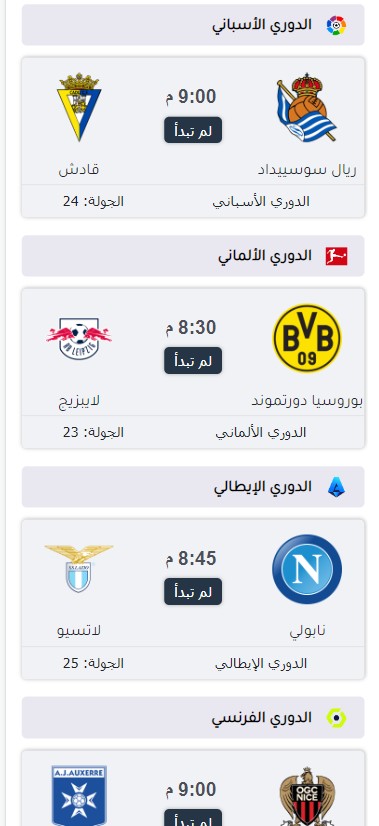 الدوري الأسباني
9:00 م
لم تبدأ
ريال سوسييداد
قادش
الدوري الأسباني
الجولة: 24
الدوري الألماني
BVB 09
8:30 م
RB LEIPZIG
لم تبدأ
بوروسيا دورتموند
لايبزيج
الدوري الألماني
الجولة: 23
الدوري الإيطالي
N
8:45 م
S.S.LAZIO
لم تبدأ
نابولي
لاتسيو
الدوري الإيطالي
الجولة: 25
الدوري الفرنسي
OGC NICE
9:00 م
A.J.AUXERRE
لم تبدأ